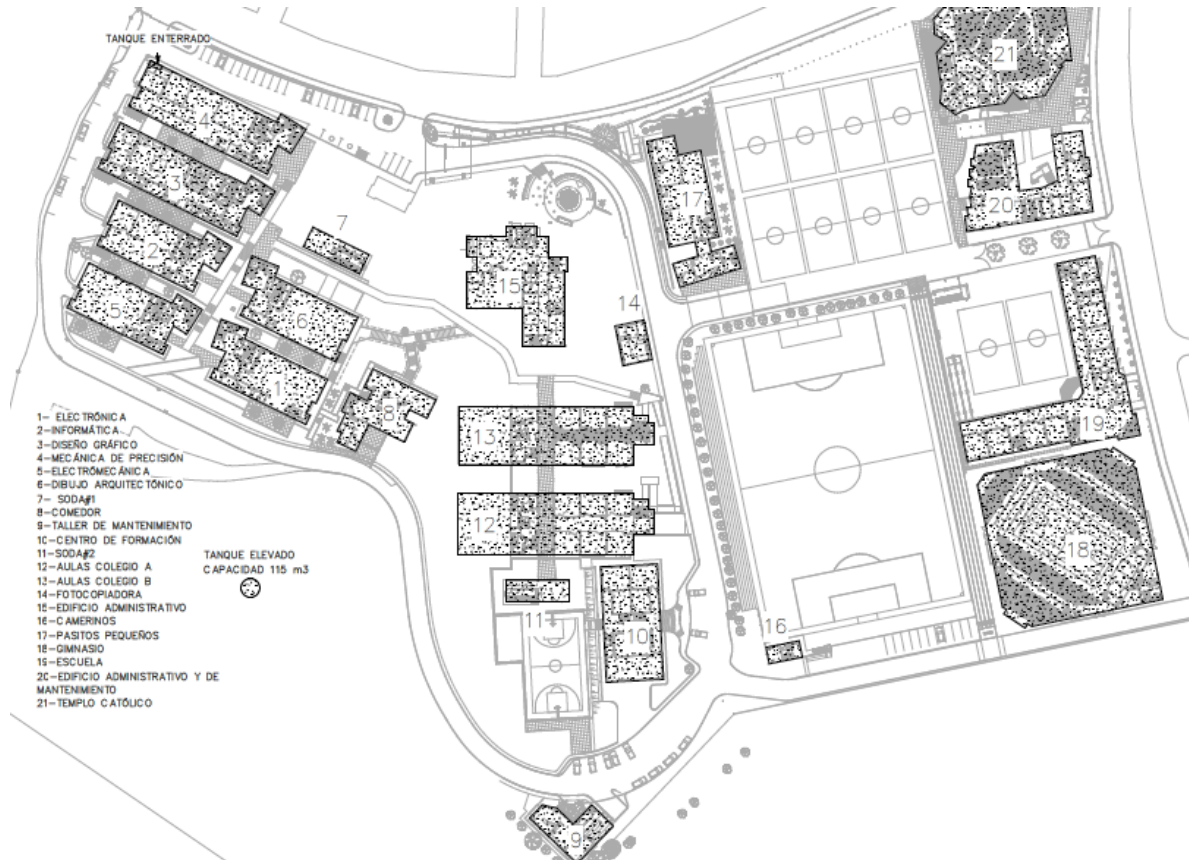 TANQUE ENTERRADO
21
4
3
17
20
7
2
15
14
5
6
1
8
19
13
12
18
11
10
16
9
1- ELECTRÓNICA
2-INFORMÁTICA
3-DISEÑO GRÁFICO
4-MECÁNICA DE PRECISIÓN
5-ELECTROMECÁNICA
6-DIBUJO ARQUITECTÓNICO
7- SODA#1
8-COMEDOR
9-TALLER DE MANTENIMIENTO
10-CENTRO DE FORMACIÓN
11-SODA#2
12-AULAS COLEGIO A
13-AULAS COLEGIO B
14-FOTOCOPIADORA
15-EDIFICIO ADMINISTRATIVO
16-CAMERINOS
17-PASITOS PEQUEÑOS
18-GIMNASIO
19-ESCUELA
20-EDIFICIO ADMINISTRATIVO Y DE
MANTENIMIENTO
21-TEMPLO CATÓLICO
TANQUE ELEVADO
CAPACIDAD 115 m3